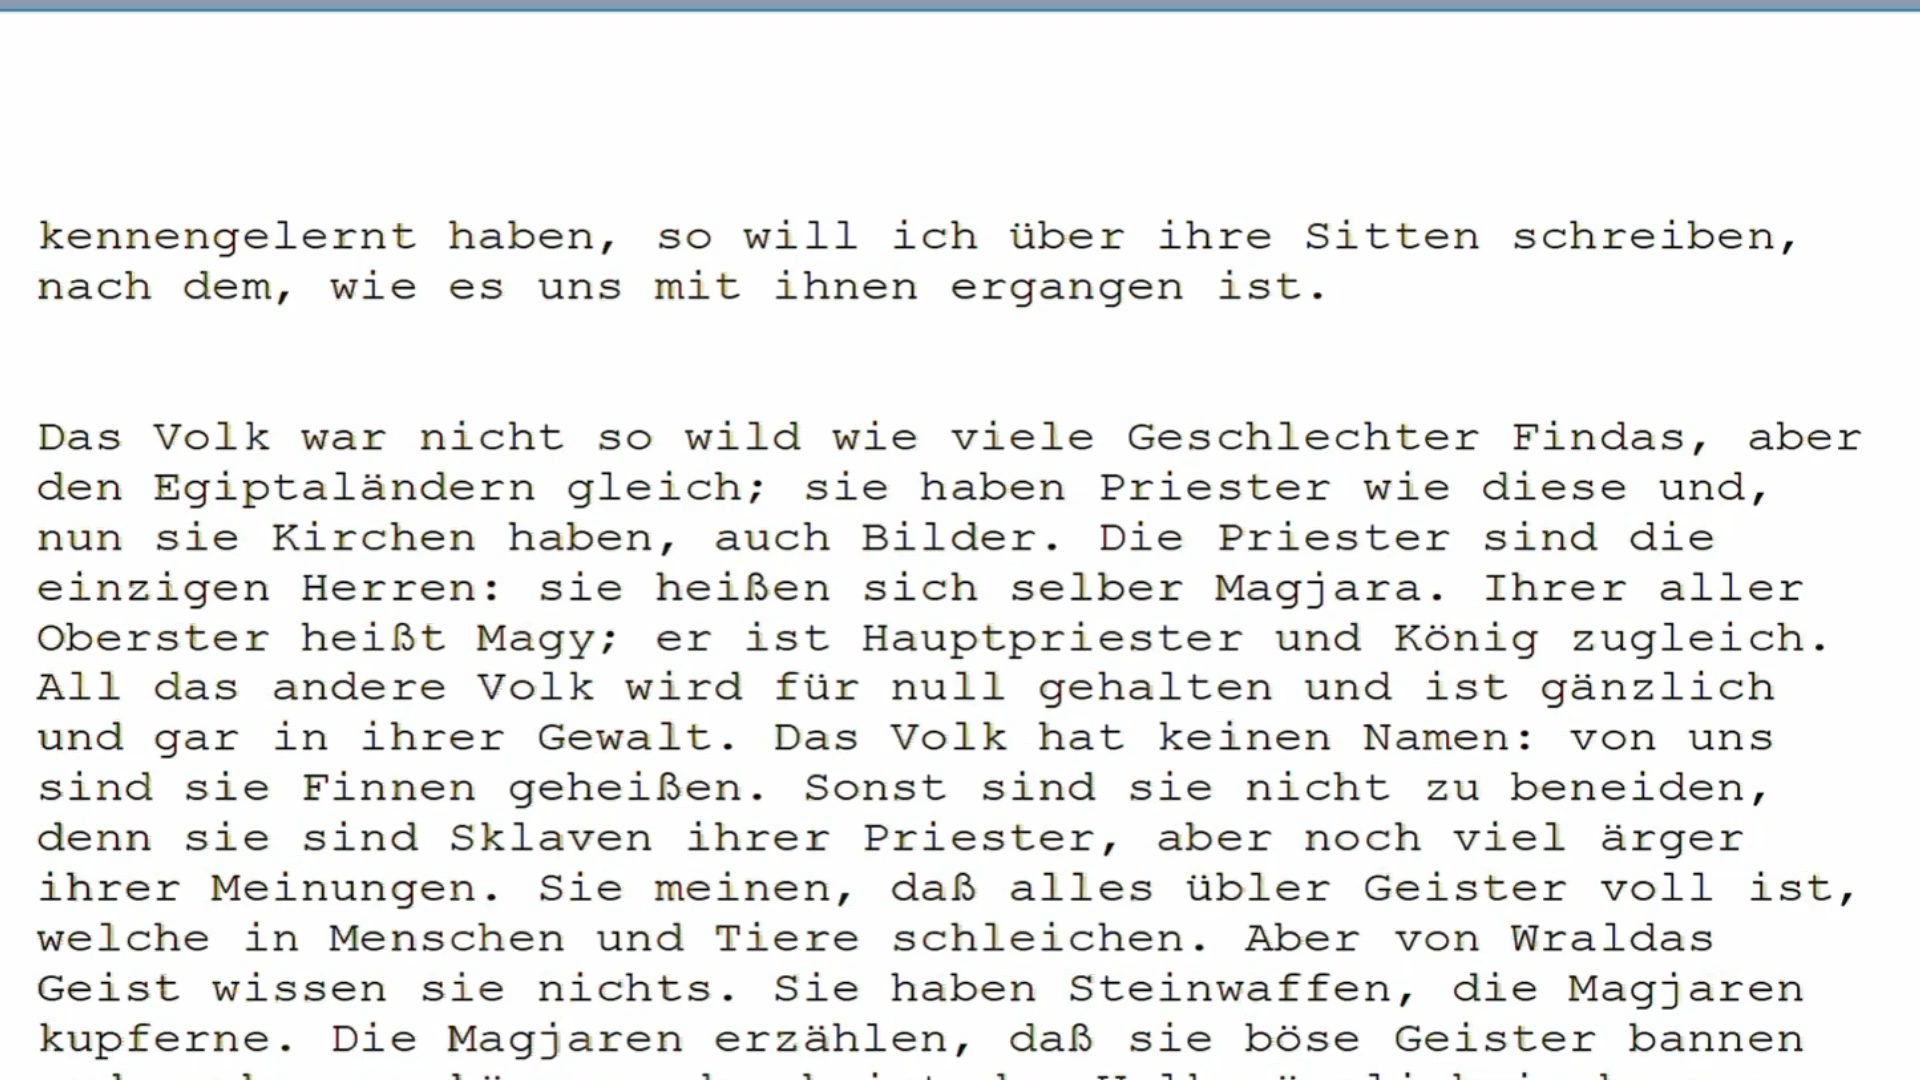 kennengelernt haben, so will ich über ihre Sitten schreiben,
nach dem, wie es uns mit ihnen ergangen ist.
Das Volk war nicht so wild wie viele Geschlechter Findas, aber
den Egiptaländern gleich; sie haben Priester wie diese und,
nun sie Kirchen haben, auch Bilder. Die Priester sind die
einzigen Herren: sie heißen sich selber Magjara. Ihrer aller
Oberster heißt Magy; er ist Hauptpriester und König zugleich.
All das andere Volk wird für null gehalten und ist gänzlich
und gar in ihrer Gewalt. Das Volk hat keinen Namen: von uns
sind sie Finnen geheißen. Sonst sind sie nicht zu beneiden,
denn sie sind Sklaven ihrer Priester, aber noch viel ärger
ihrer Meinungen. Sie meinen, daß alles übler Geister voll ist,
welche in Menschen und Tiere schleichen. Aber von Wraldas
Geist wissen sie nichts. Sie haben Steinwaffen, die Magjaren
kupferne. Die Magjaren erzählen, daß sie böse Geister bannen